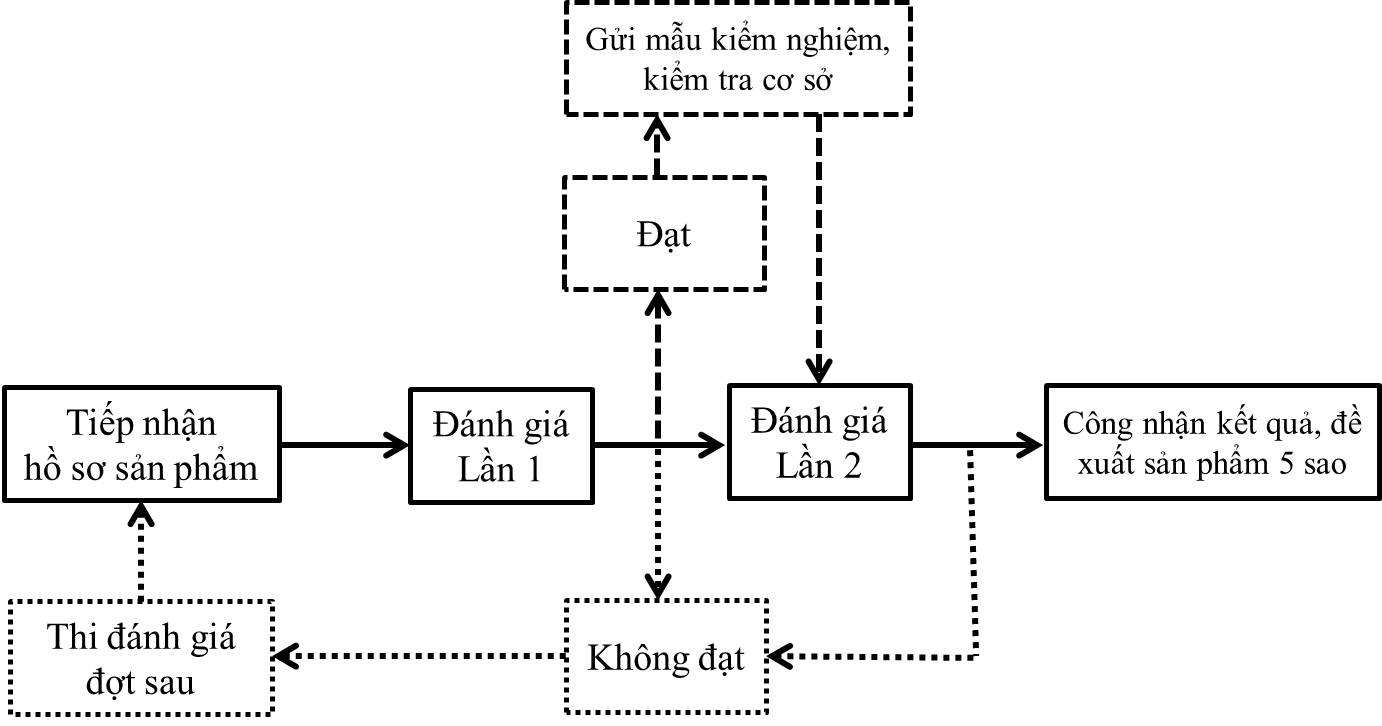 Gửi mẫu kiểm nghiệm,
kiểm tra cơ sở
Đạt
Tiếp nhận
hồ sơ sản phẩm
Đánh giá
Lần 1
Đánh giá
Lần 2
Công nhận kết quả, đề
xuất sản phẩm 5 sao
Thi đánh giá
đợt sau
Không đạt